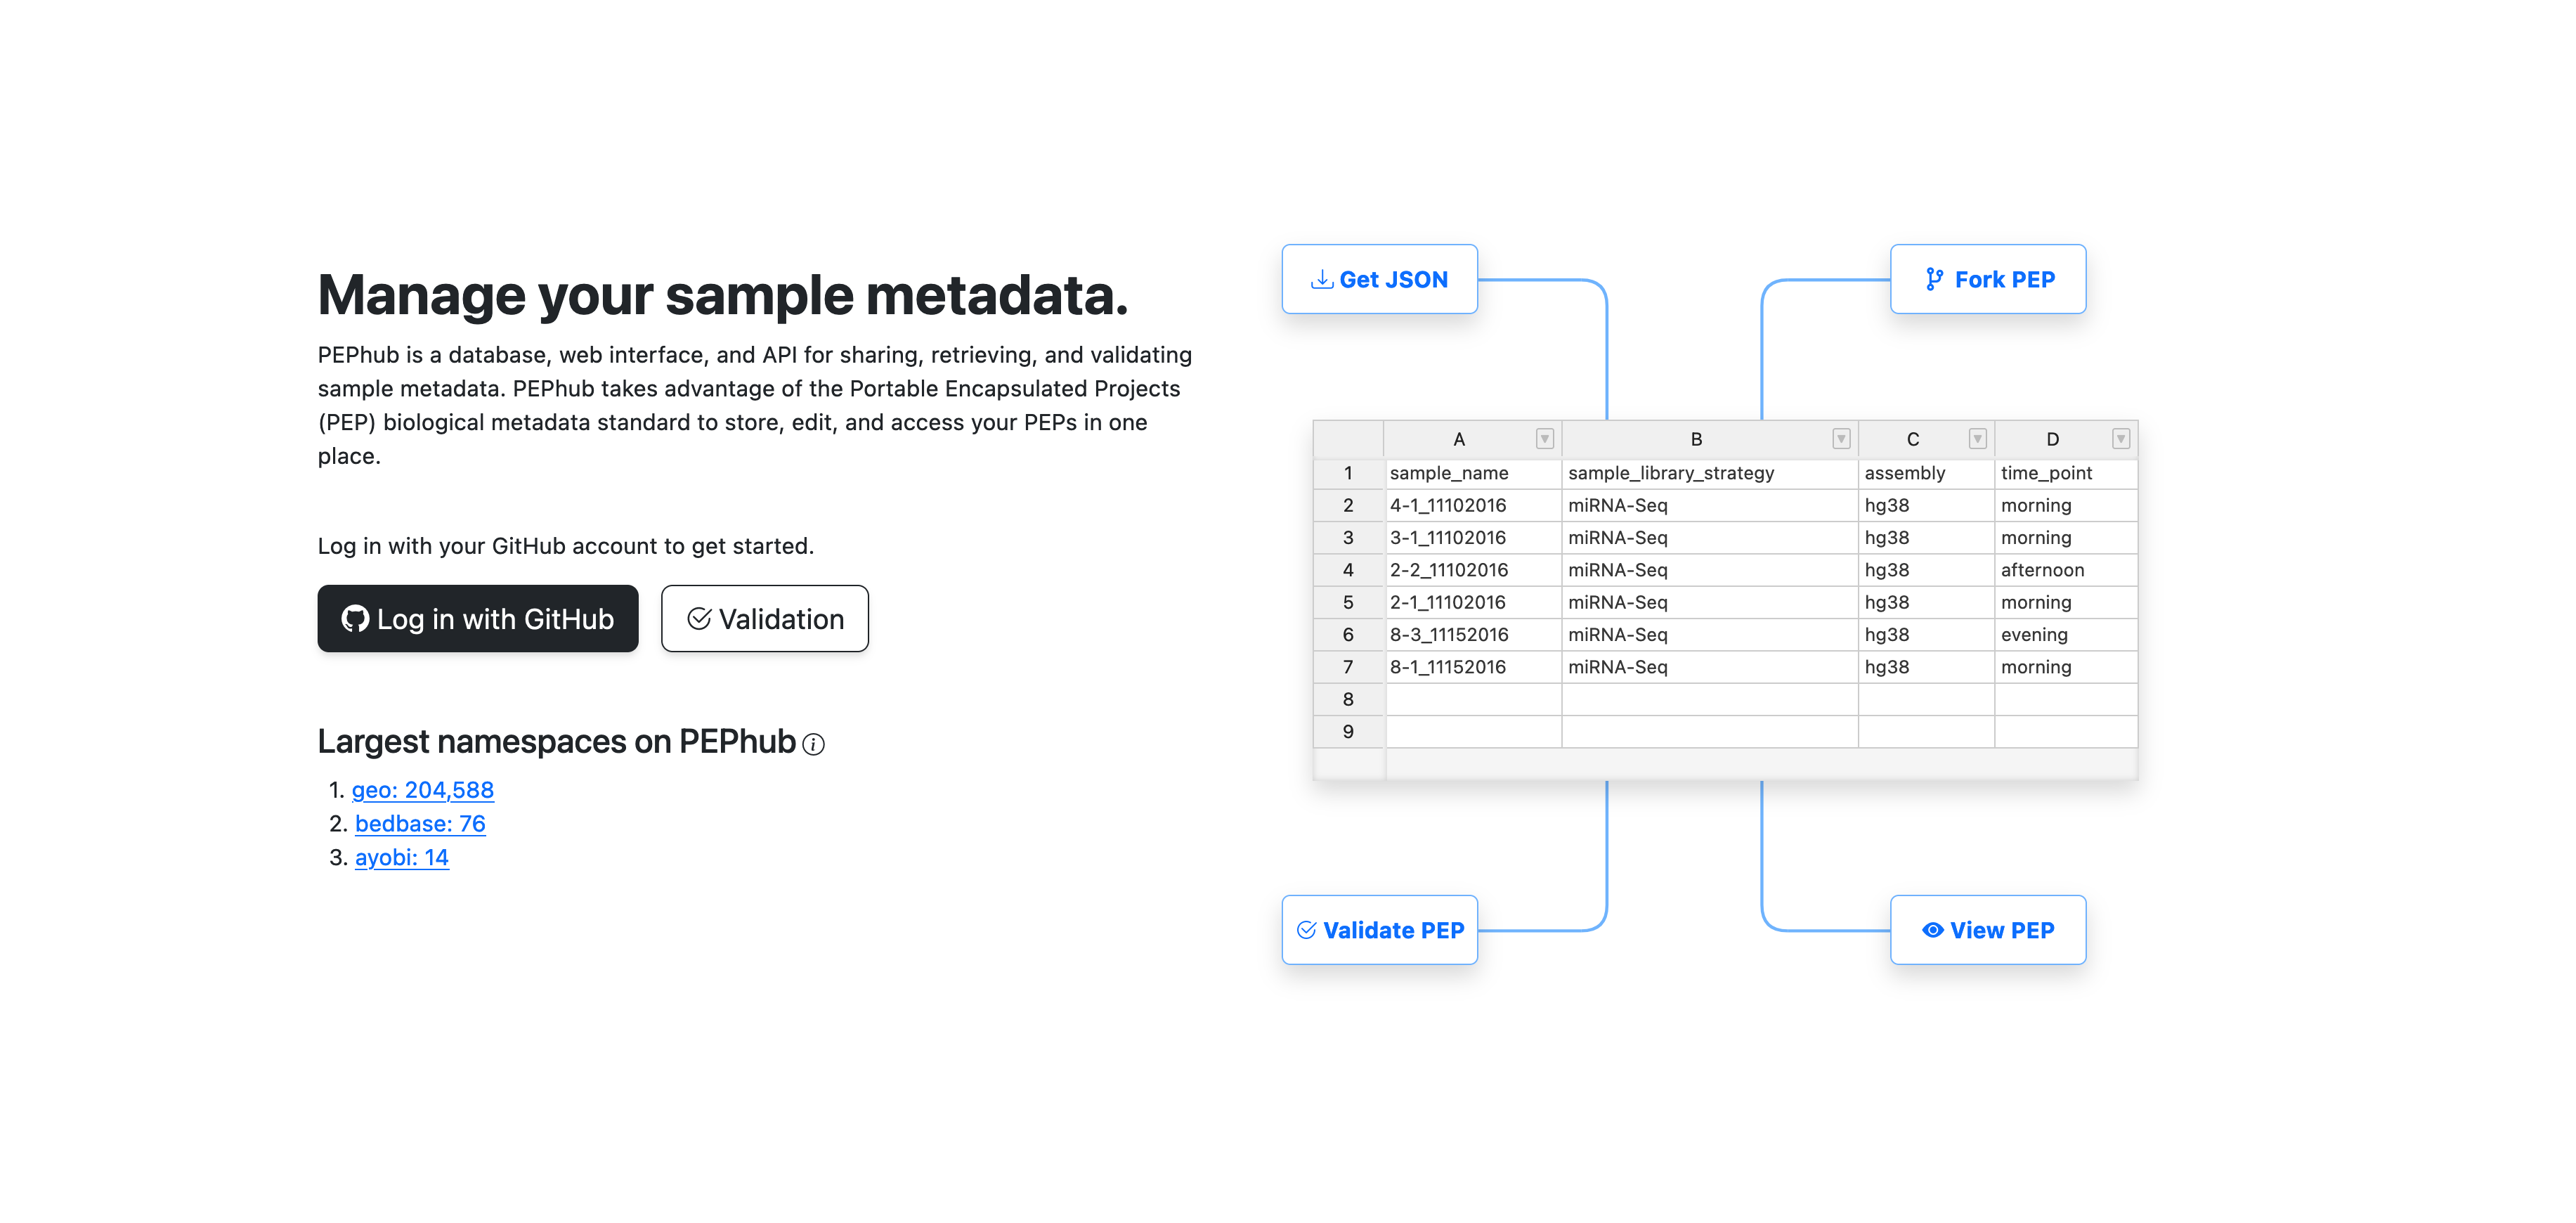 Manage your sample metadata.
PEPhub is a database, web interface, and API for sharing, retrieving, and validating
sample metadata. PEPhub takes advantage of the Portable Encapsulated Projects
(PEP) biological metadata standard to store, edit, and access your PEPs in one
place.
Log in with your GitHub account to get started.
Log in with GitHub
Validation
Largest namespaces on PEPhub
1. geo: 204,588
2. bedbase: 76
3. ayobi: 14
Get JSON
Fork PEP
A B C D
1 sample_name sample_library_strategy assembly time_point
2 4-1_11102016 miRNA-Seq hg38 morning
3 3-1_11102016 miRNA-Seq hg38 morning
4 2-2_11102016 miRNA-Seq hg38 afternoon
5 2-1_11102016 miRNA-Seq hg38 morning
6 8-3_11152016 miRNA-Seq hg38 evening
7 8-1_11152016 miRNA-Seq hg38 morning
8
9
Validate PEP
View PEP